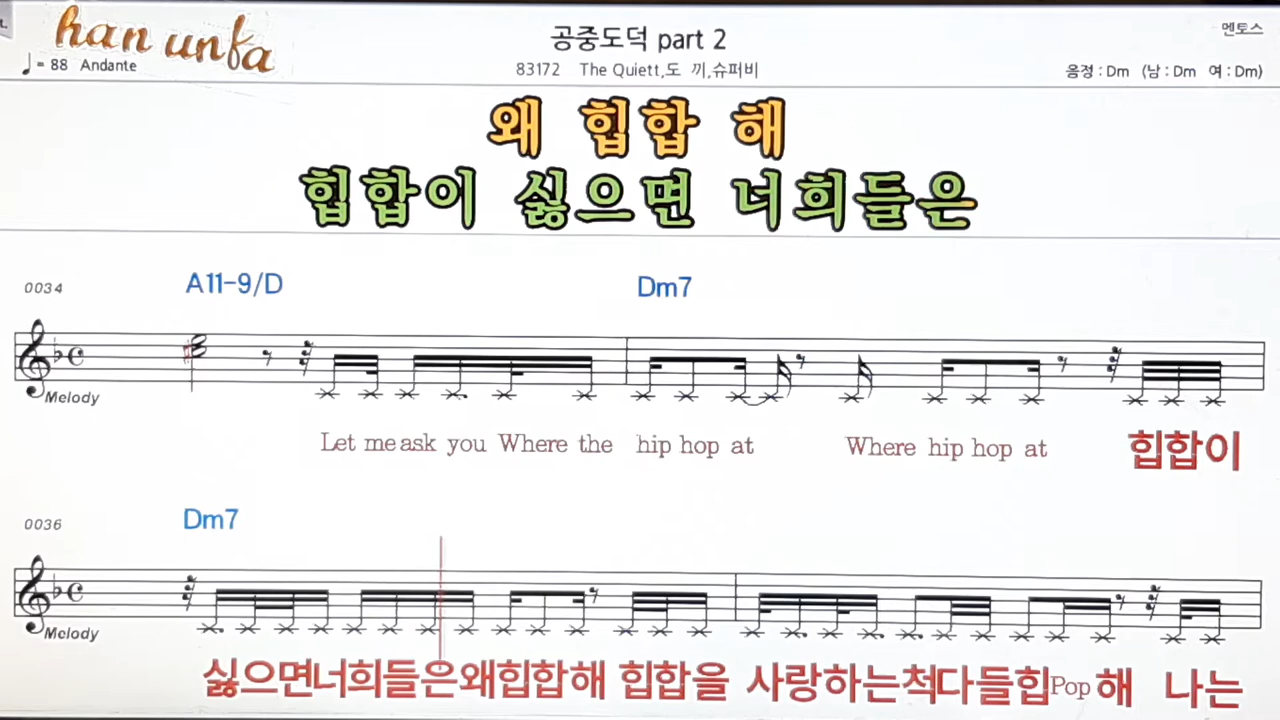 han unfa
멘토스
공중도덕 part 2
♩= 88 Andante
83172 The Quiett,도 끼,슈퍼비
음정 : Dm (남 : Dm 여 : Dm)
왜 힙합 해
힙합이 싫으면 너희들은
0034 A11-9/D Dm7
Melody
Let me ask you Where the hip hop at Where hip hop at 힙합이
0036 Dm7
Melody
싫으면너희들은왜힙합해 힙합을 사랑하는척다들힙Pop해 나는